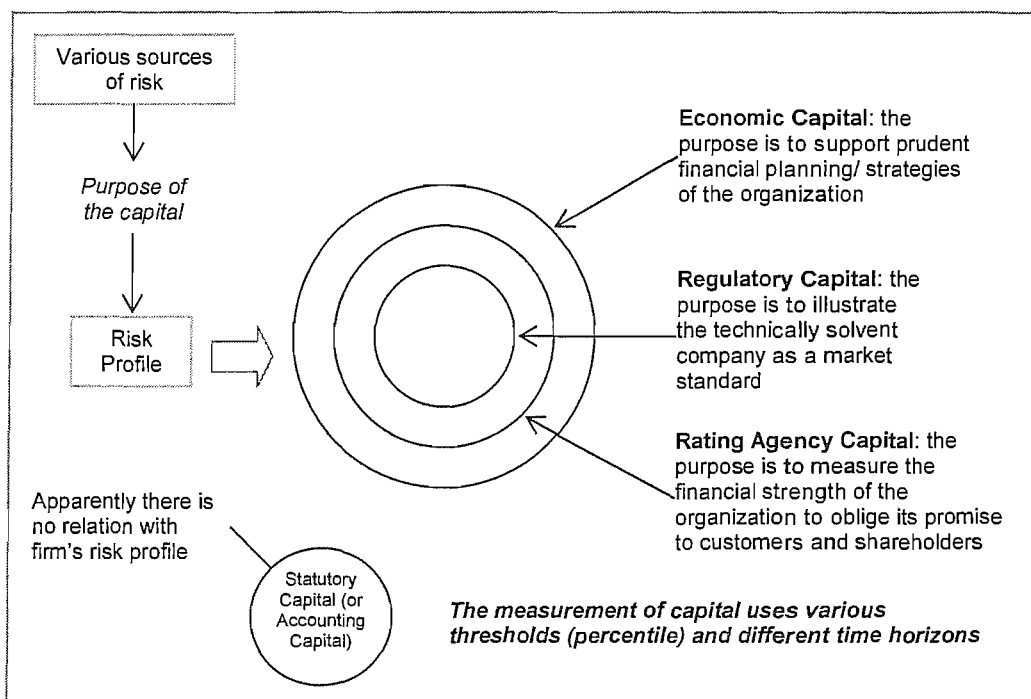 Various sources
of risk
Purpose of
the capital
Risk
Profile
Economic Capital: the
purpose is to support prudent
financial planning/ strategies
of the organization
Regulatory Capital: the
purpose is to illustrate
the technically solvent
company as a market
standard
Rating Agency Capital: the
purpose is to measure the
financial strength of the
organization to oblige its promise
to customers and shareholders
Apparently there is
no relation with
firm's risk profile
Statutory
Capital (or
Accounting
Capital)
The measurement of capital uses various
thresholds (percentile) and different time horizons